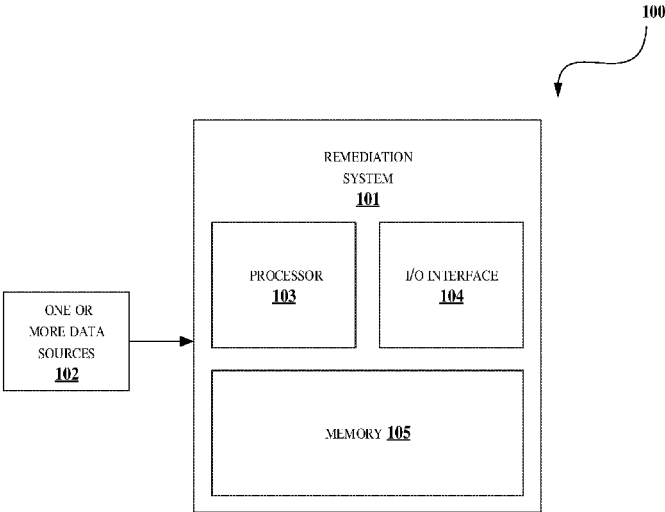 100
REMEDIATION
SYSTEM
101
PROCESSOR
103
I/O INTERFACE
104
ONE OR
MORE DATA
SOURCES
102
MEMORY 105